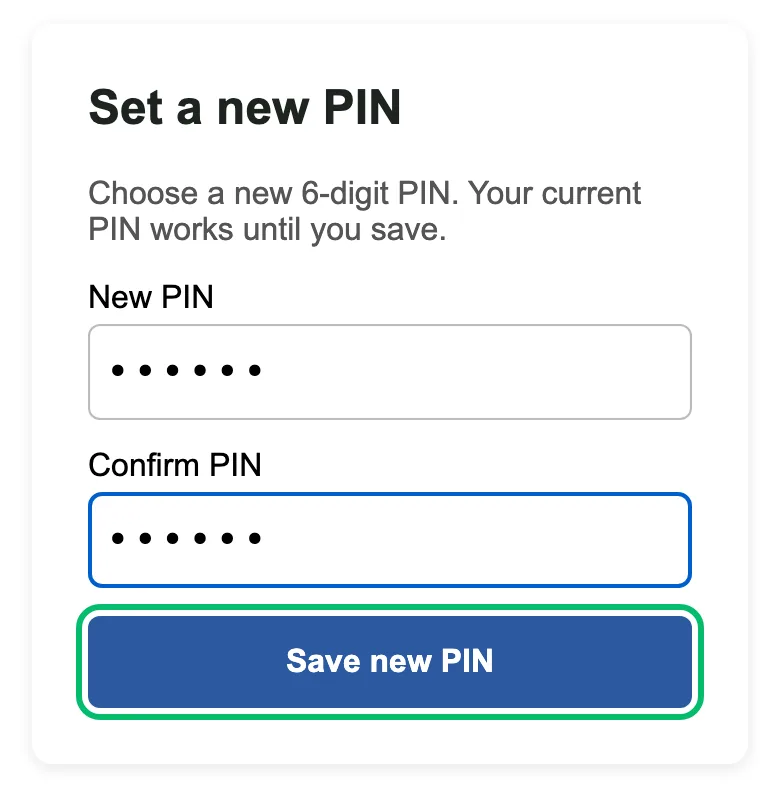 Set a new PIN
Choose a new 6-digit PIN. Your current
PIN works until you save.
New PIN
••••••
Confirm PIN
••••••
Save new PIN